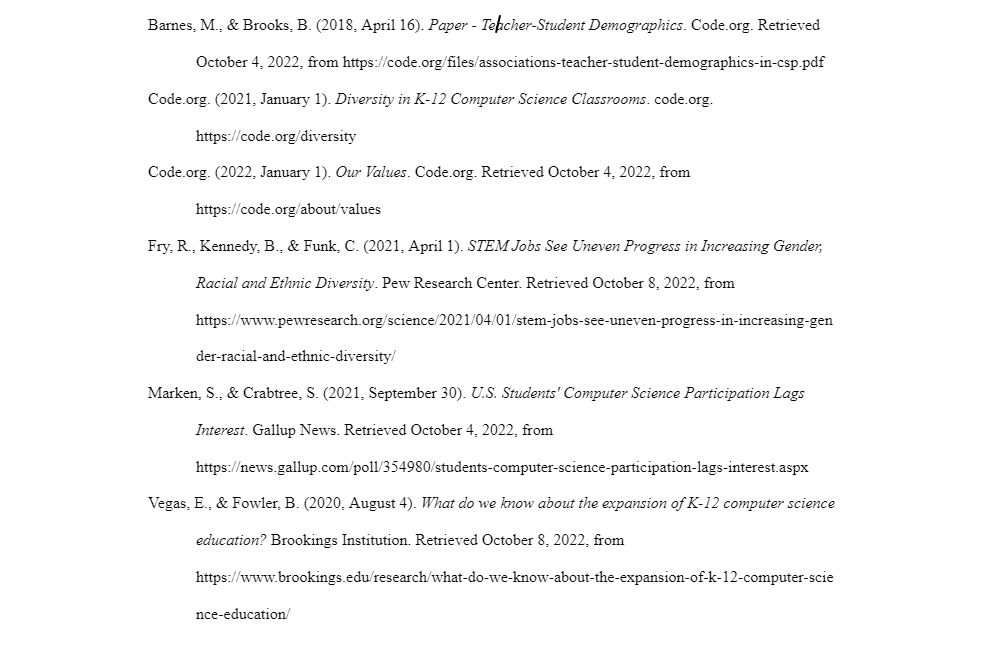 Barnes, M., & Brooks, B. (2018, April 16). Paper - Teacher-Student Demographics. Code.org. Retrieved
October 4, 2022, from https://code.org/files/associations-teacher-student-demographics-in-csp.pdf
Code.org. (2021, January 1). Diversity in K-12 Computer Science Classrooms. code.org.
https://code.org/diversity
Code.org. (2022, January 1). Our Values. Code.org. Retrieved October 4, 2022, from
https://code.org/about/values
Fry, R., Kennedy, B., & Funk, C. (2021, April 1). STEM Jobs See Uneven Progress in Increasing Gender,
Racial and Ethnic Diversity. Pew Research Center. Retrieved October 8, 2022, from
https://www.pewresearch.org/science/2021/04/01/stem-jobs-see-uneven-progress-in-increasing-gen
der-racial-and-ethnic-diversity/
Marken, S., & Crabtree, S. (2021, September 30). U.S. Students' Computer Science Participation Lags
Interest. Gallup News. Retrieved October 4, 2022, from
https://news.gallup.com/poll/354980/students-computer-science-participation-lags-interest.aspx
Vegas, E., & Fowler, B. (2020, August 4). What do we know about the expansion of K-12 computer science
education? Brookings Institution. Retrieved October 8, 2022, from
https://www.brookings.edu/research/what-do-we-know-about-the-expansion-of-k-12-computer-scie
nce-education/